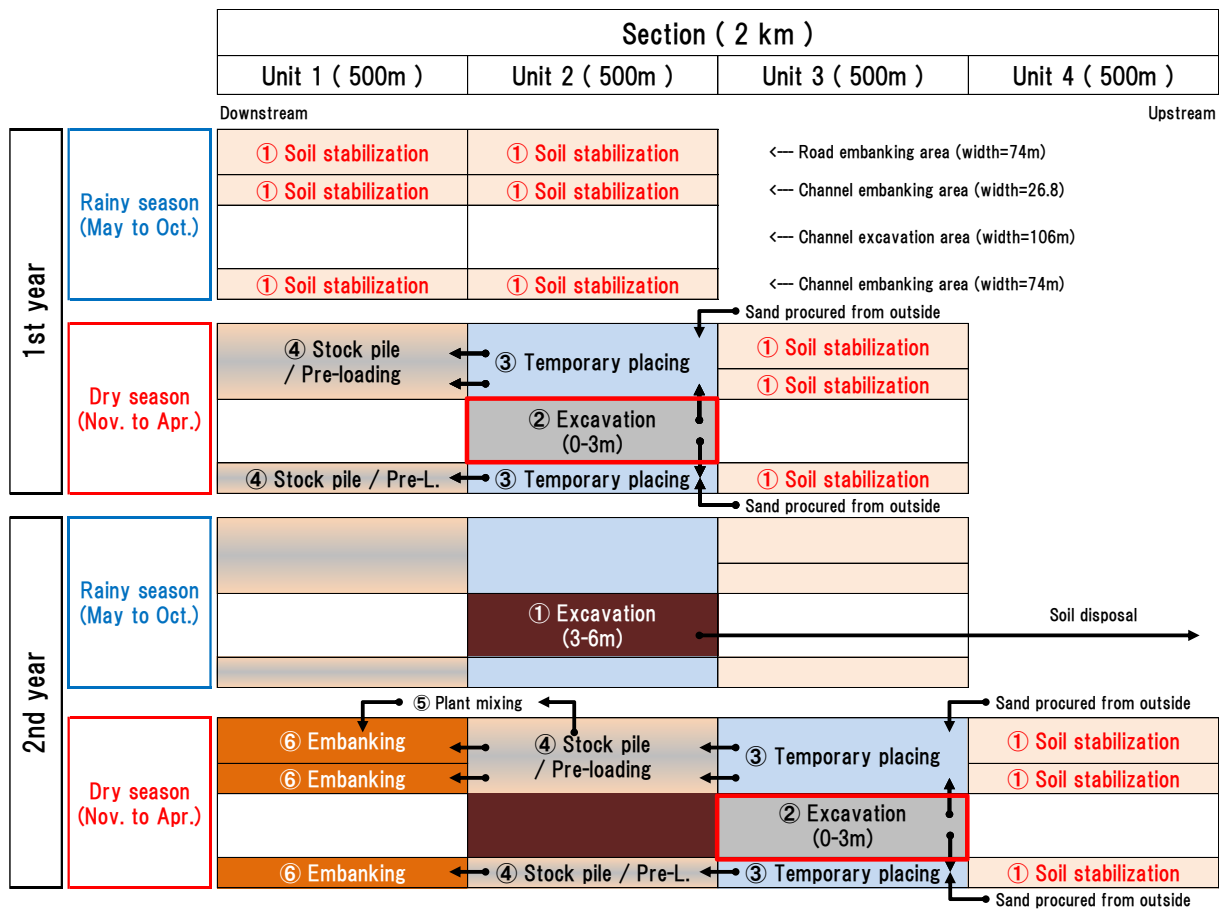 Section ( 2 km )
Unit 1 ( 500m )
Unit 2 ( 500m )
Unit 3 ( 500m )
Unit 4 ( 500m )
Downstream
Upstream
1st year
Rainy season
(May to Oct.)
① Soil stabilization
① Soil stabilization
<--- Road embanking area (width=74m)
① Soil stabilization
① Soil stabilization
<--- Channel embanking area (width=26.8)
<--- Channel excavation area (width=106m)
① Soil stabilization
① Soil stabilization
<--- Channel embanking area (width=74m)
Sand procured from outside
Dry season
(Nov. to Apr.)
④ Stock pile
/ Pre-loading
③ Temporary placing
① Soil stabilization
① Soil stabilization
② Excavation
(0-3m)
④ Stock pile / Pre-L.
③ Temporary placing
① Soil stabilization
Sand procured from outside
2nd year
Rainy season
(May to Oct.)
① Excavation
(3-6m)
Soil disposal
⑤ Plant mixing
Sand procured from outside
Dry season
(Nov. to Apr.)
⑥ Embanking
④ Stock pile
/ Pre-loading
③ Temporary placing
① Soil stabilization
⑥ Embanking
① Soil stabilization
② Excavation
(0-3m)
⑥ Embanking
④ Stock pile / Pre-L.
③ Temporary placing
① Soil stabilization
Sand procured from outside